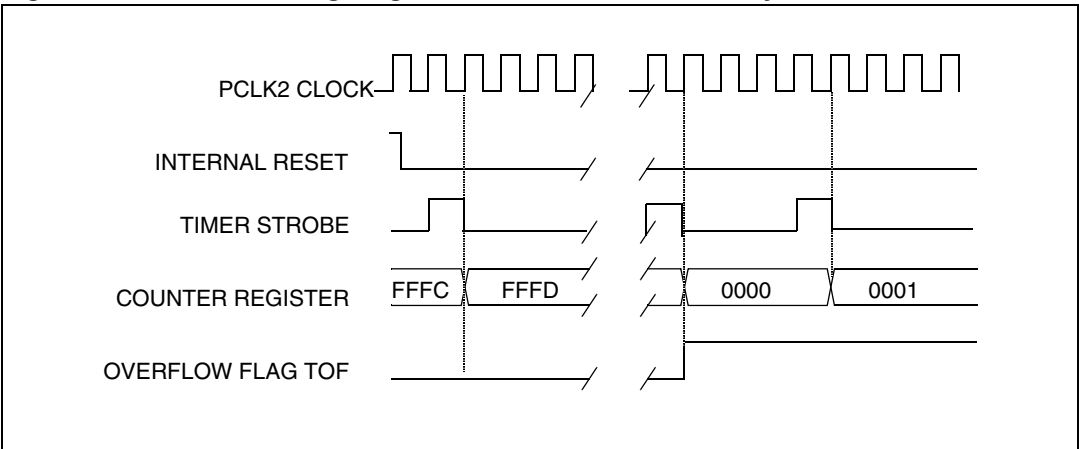 PCLK2 CLOCK
INTERNAL RESET
TIMER STROBE
COUNTER REGISTER FFFC FFFD 0000 0001
OVERFLOW FLAG TOF